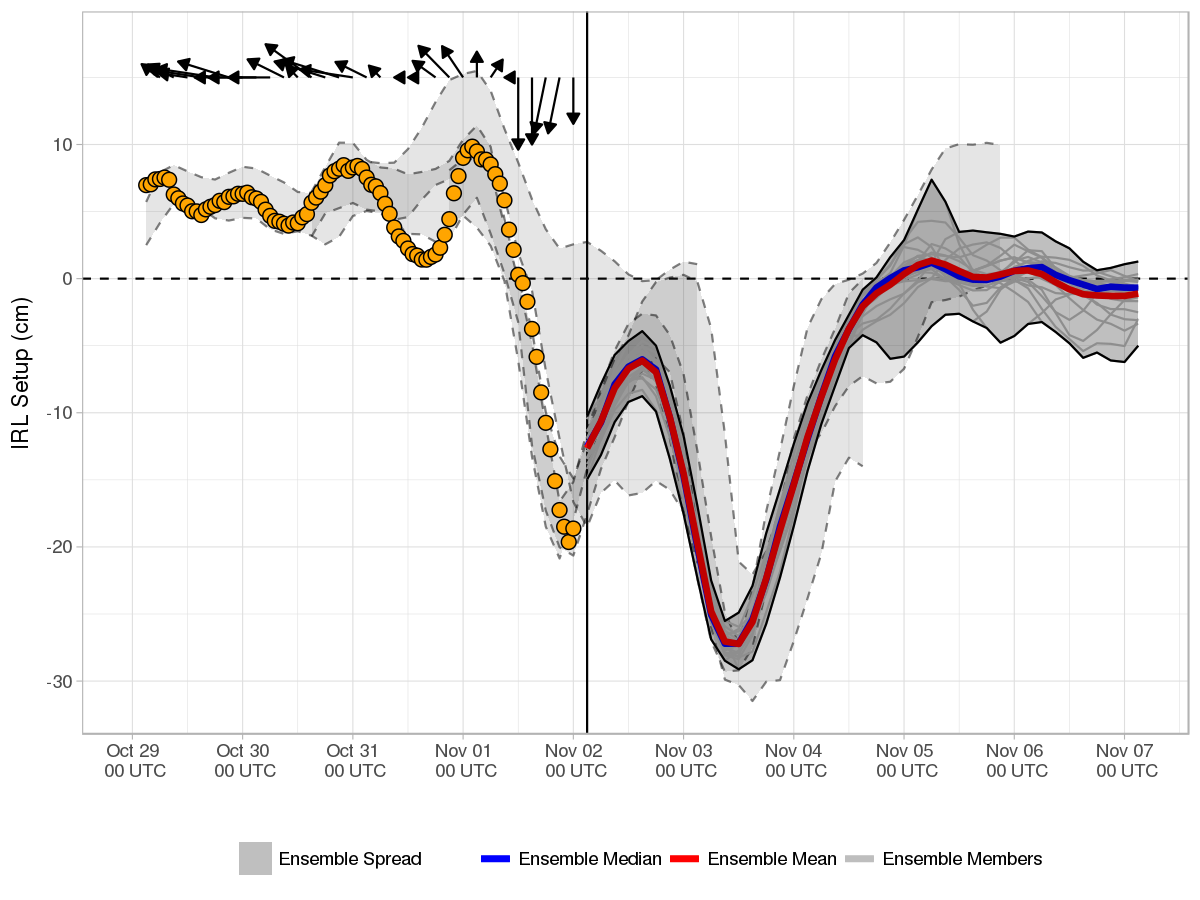 IRL Setup (cm)
10
0
-10
-20
-30
Oct 29 Oct 30 Oct 31 Nov 01 Nov 02 Nov 03 Nov 04 Nov 05 Nov 06 Nov 07
00 UTC 00 UTC 00 UTC 00 UTC 00 UTC 00 UTC 00 UTC 00 UTC 00 UTC 00 UTC
Ensemble Spread Ensemble Median Ensemble Mean Ensemble Members